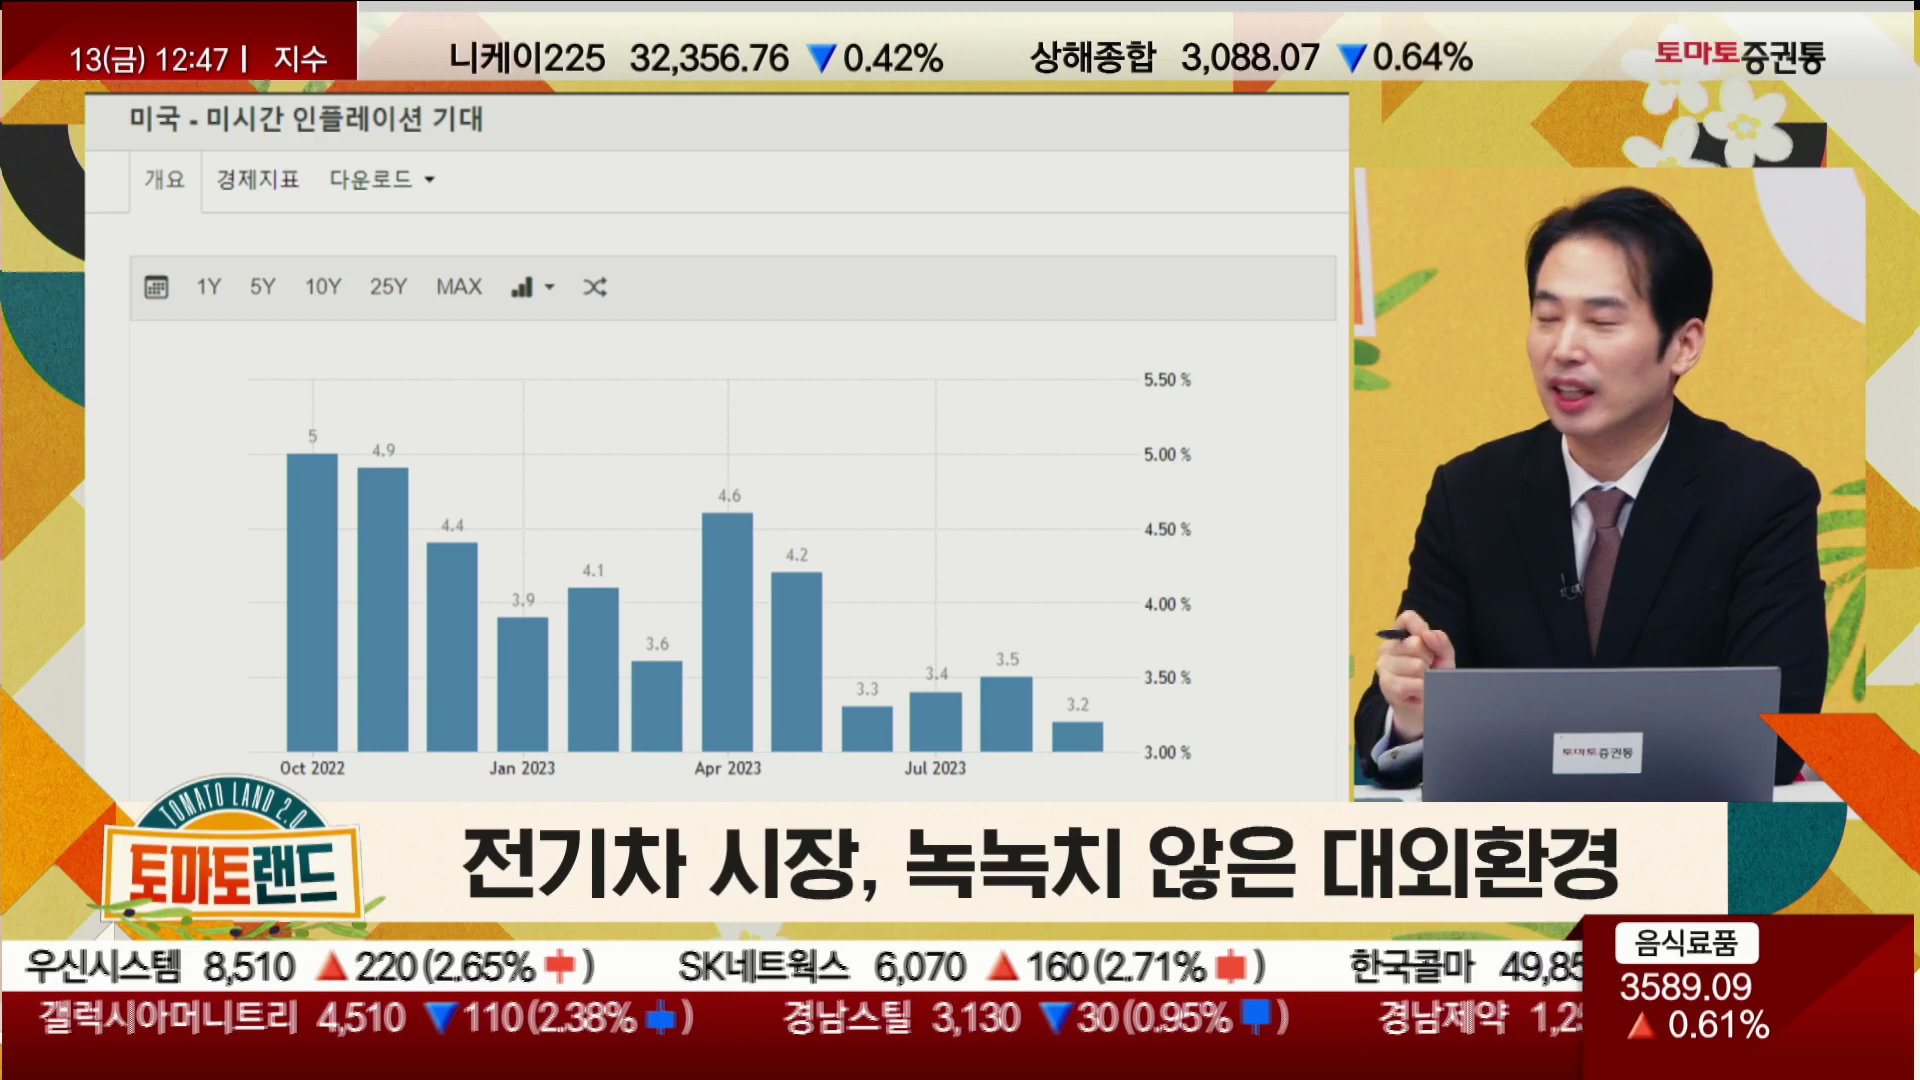 13(금) 12:47 | 지수
니케이225 32,356.76 ▼0.42% 상해종합 3,088.07 ▼0.64%
토마토증권통
미국 - 미시간 인플레이션 기대
개요 경제지표 다운로드
1Y 5Y 10Y 25Y MAX
5.50 %
5.00 %
4.50 %
4.00 %
3.50 %
3.00 %
5 4.9 4.4 3.9 4.1 3.6 4.6 4.2 3.3 3.4 3.5 3.2
Oct 2022 Jan 2023 Apr 2023 Jul 2023
토마토증권통
TOMATO LAND 2.0
토마토랜드
전기차 시장, 녹녹치 않은 대외환경
우신시스템 8,510 ▲220(2.65%) SK네트웍스 6,070 ▲160(2.71%) 한국콜마 49,85
갤럭시아머니트리 4,510 ▼110(2.38%) 경남스틸 3,130 ▼30(0.95%) 경남제약
음식료품
3589.09
▲ 0.61%